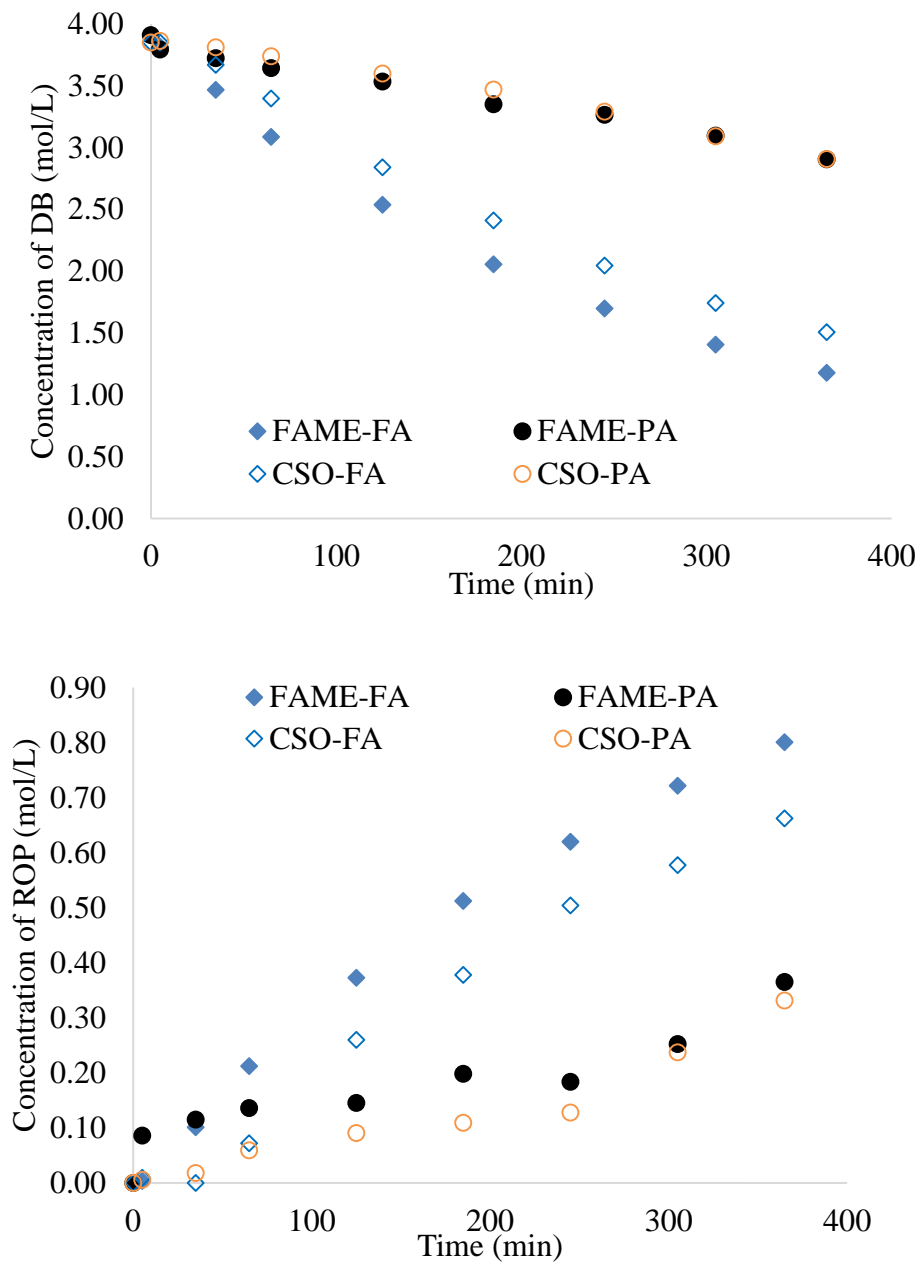 4.00
3.50
3.00
2.50
2.00
1.50
1.00
0.50
0.00
Concentration of DB (mol/L)
FAME-FA FAME-PA
CSO-FA CSO-PA
0 100 200 300 400
Time (min)
0.90
0.80
0.70
0.60
0.50
0.40
0.30
0.20
0.10
0.00
Concentration of ROP (mol/L)
FAME-FA FAME-PA
CSO-FA CSO-PA
0 100 200 300 400
Time (min)